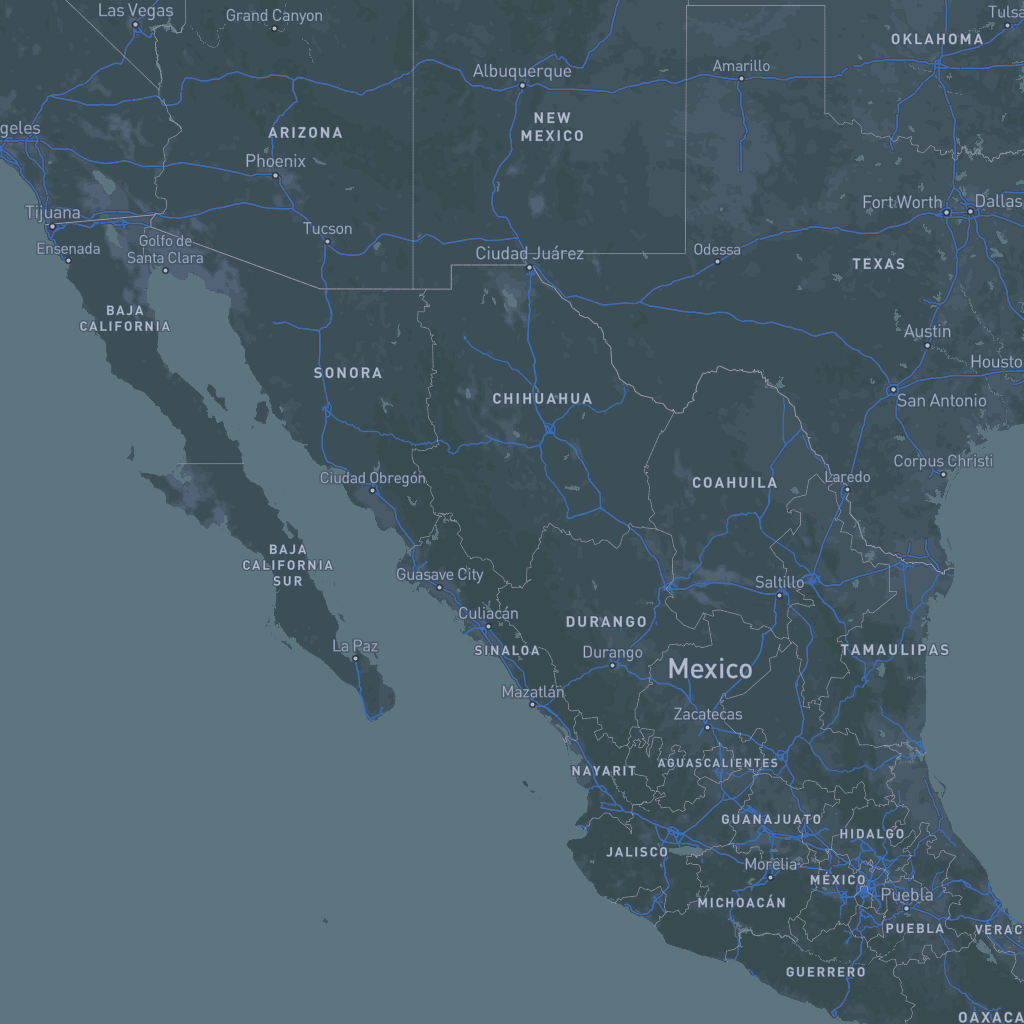 Las Vegas
Grand Canyon
Tulsa
OKLAHOMA
Albuquerque
Amarillo
geles
ARIZONA
NEW
MEXICO
Phoenix
Tijuana
Fort Worth
Dallas
Ensenada
Golfo de
Santa Clara
Tucson
Ciudad Juárez
Odessa
TEXAS
BAJA
CALIFORNIA
Austin
Housto
SONORA
CHIHUAHUA
San Antonio
Ciudad Obregón
COAHUILA
Laredo
Corpus Christi
BAJA
CALIFORNIA
SUR
Guasave City
Saltillo
Culiacán
DURANGO
La Paz
SINALOA
Durango
Mexico
TAMAULIPAS
Mazatlán
Zacatecas
NAYARIT
AGUASCALIENTES
GUANAJUATO
HIDALGO
JALISCO
Morelia
MÉXICO
Puebla
MICHOACÁN
PUEBLA
VERAC
GUERRERO
OAXACA